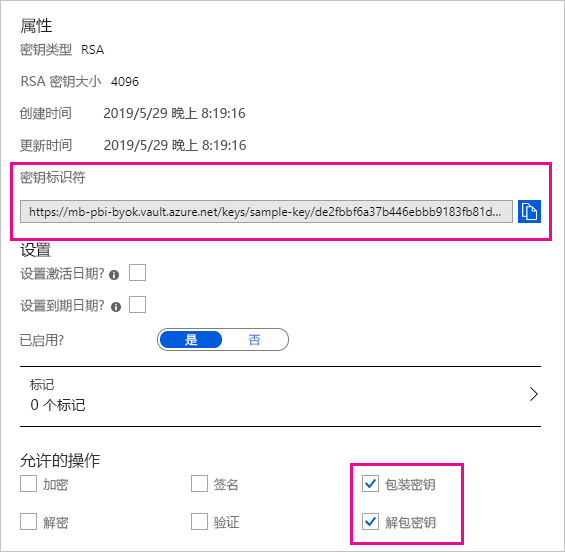 属性
密钥类型 RSA
RSA 密钥大小 4096
创建时间 2019/5/29 晚上 8:19:16
更新时间 2019/5/29 晚上 8:19:16
密钥标识符
https://mb-pbi-byok.vault.azure.net/keys/sample-key/de2fbbf6a37b446ebbb9183fb81d...
设置
设置激活日期?
设置到期日期?
已启用? 是 否
标记
0 个标记
允许的操作
加密 签名 包装密钥
解密 验证 解包密钥